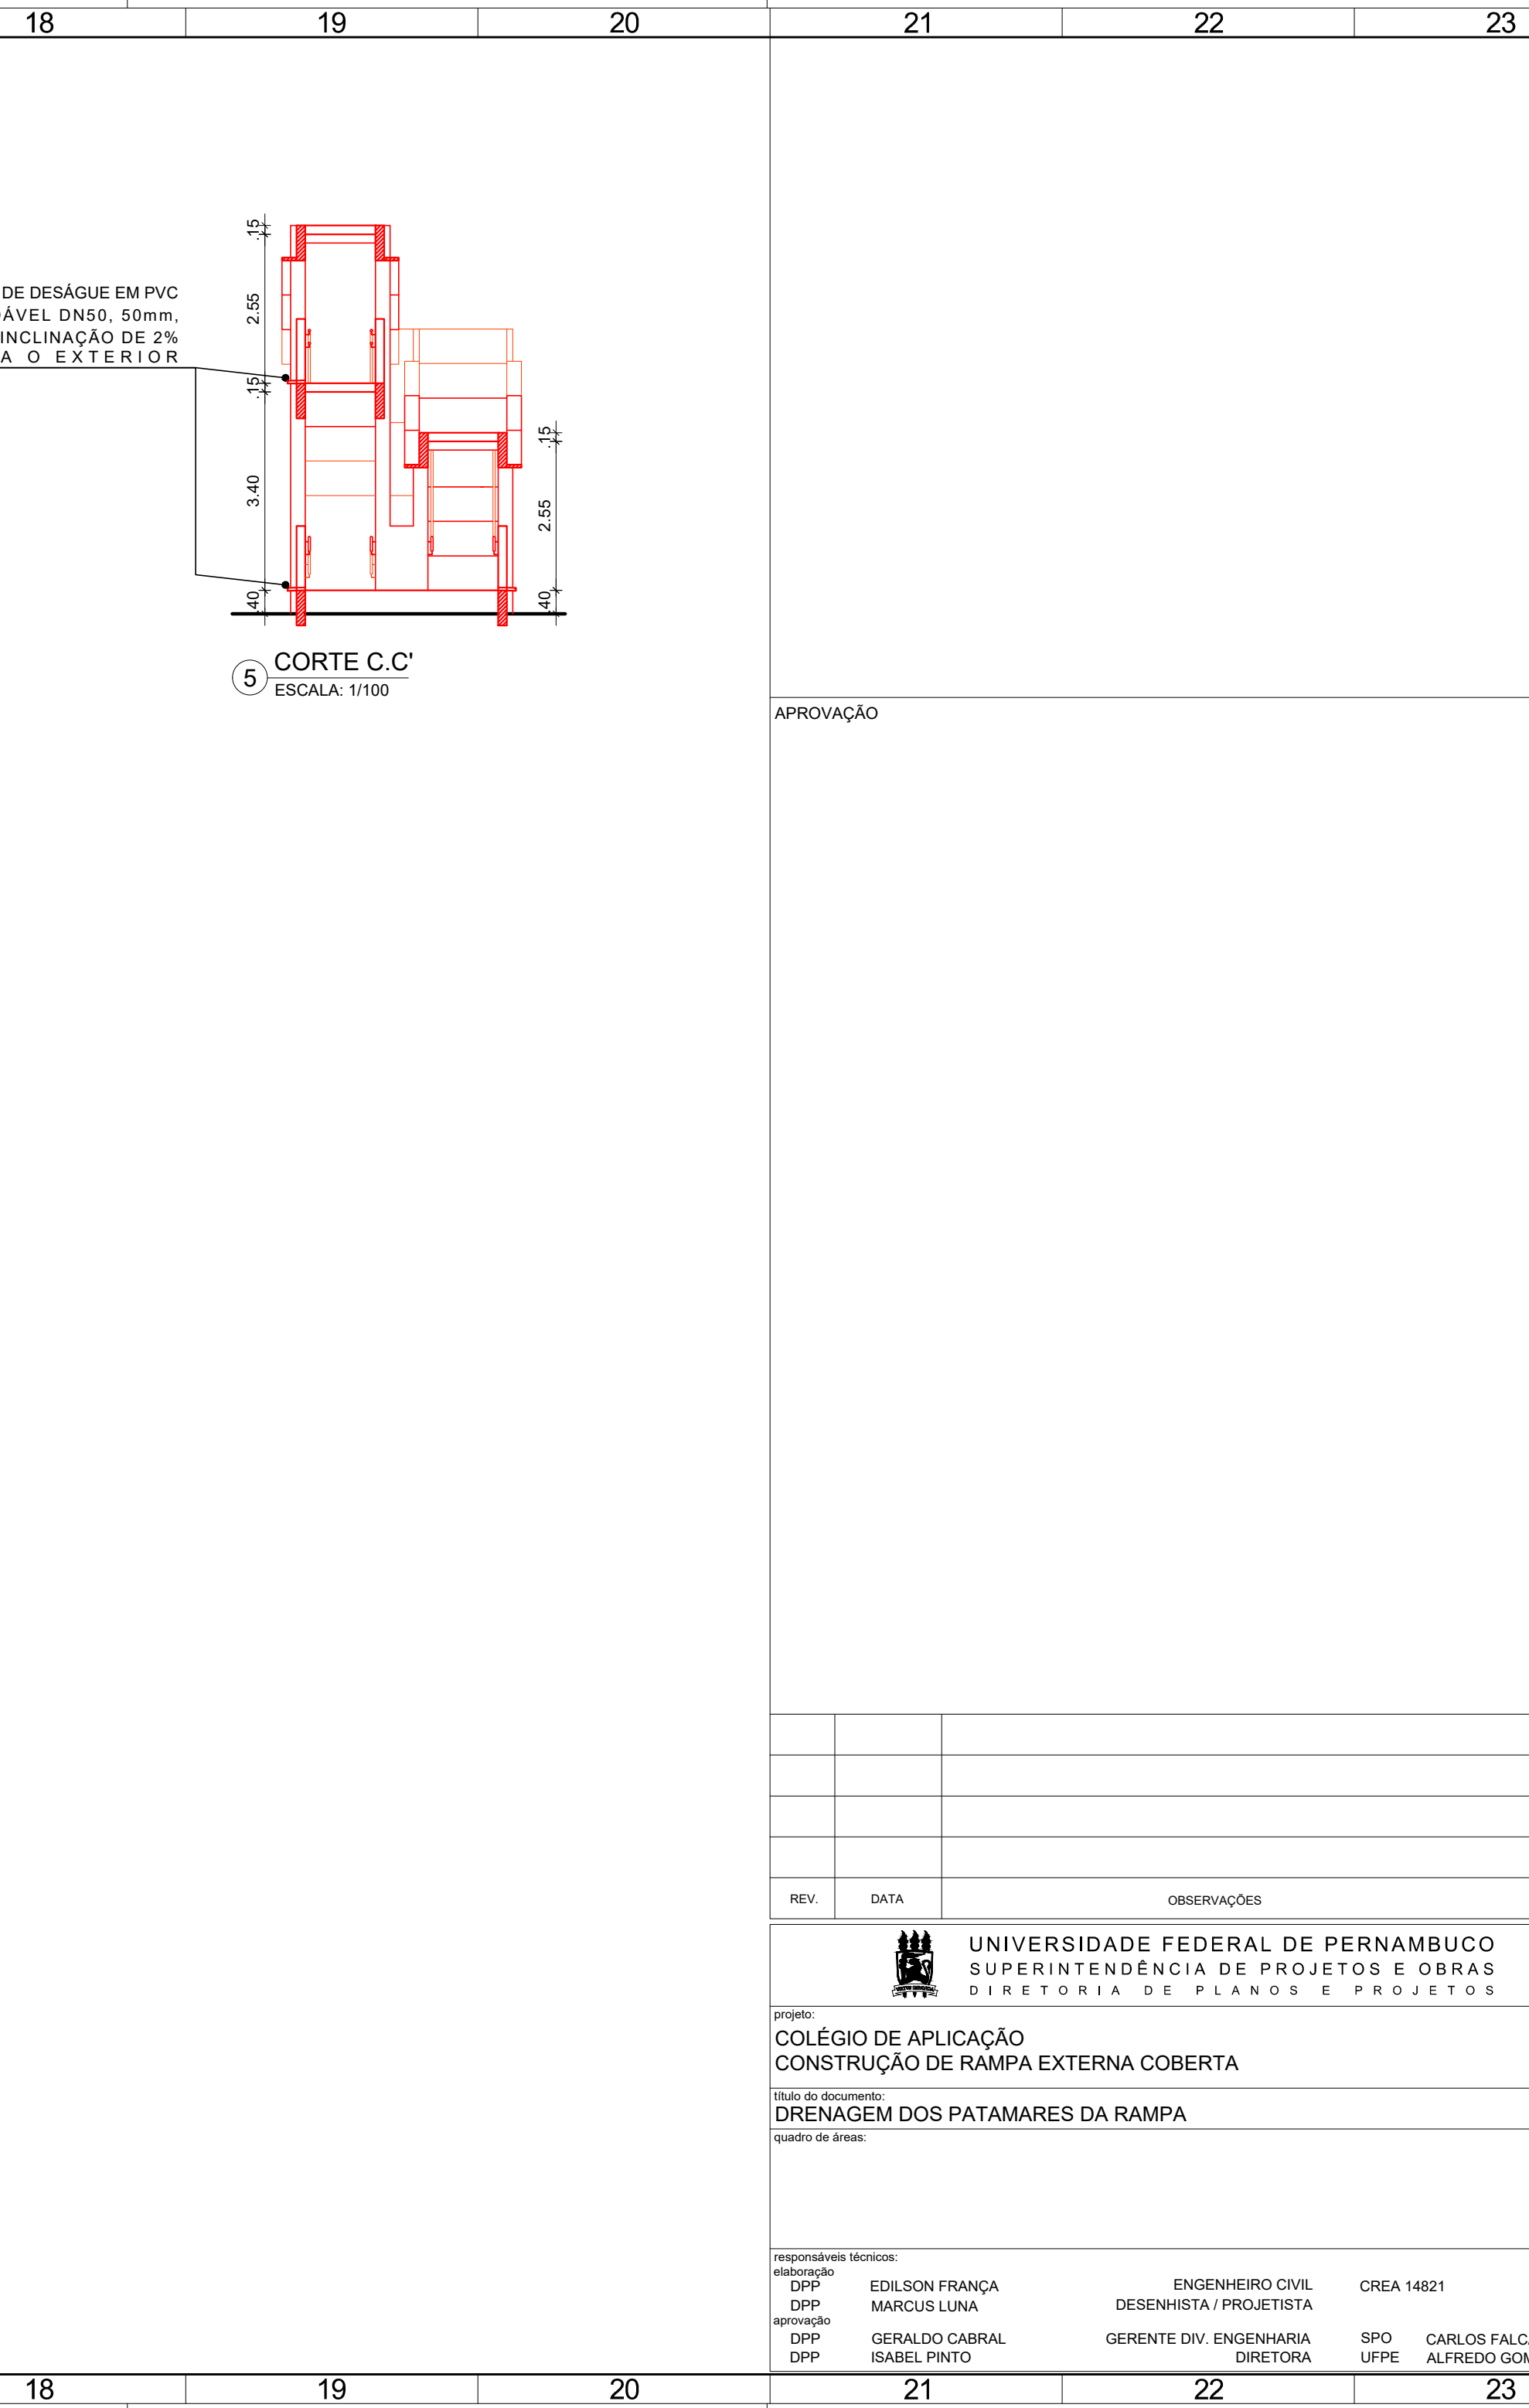 18 19 20 21 22 23
.15
2.55
DE DESÁGUE EM PVC
DN50, 50mm,
INCLINAÇÃO DE 2%
A O EXTERIOR
.15
.15
3.40
2.55
.40
.40
5 CORTE C.C'
ESCALA: 1/100
APROVAÇÃO
REV. DATA OBSERVAÇÕES
UNIVERSIDADE FEDERAL DE PERNAMBUCO
SUPERINTENDÊNCIA DE PROJETOS E OBRAS
DIRETORIA DE PLANOS E PROJETOS
projeto:
COLÉGIO DE APLICAÇÃO
CONSTRUÇÃO DE RAMPA EXTERNA COBERTA
título do documento:
DRENAGEM DOS PATAMARES DA RAMPA
quadro de áreas:
responsáveis técnicos:
elaboração
DPP EDILSON FRANÇA ENGENHEIRO CIVIL CREA 14821
DPP MARCUS LUNA DESENHISTA / PROJETISTA
aprovação
DPP GERALDO CABRAL GERENTE DIV. ENGENHARIA SPO CARLOS
DPP ISABEL PINTO DIRETORA UFPE ALFREDO
18 19 20 21 22 23